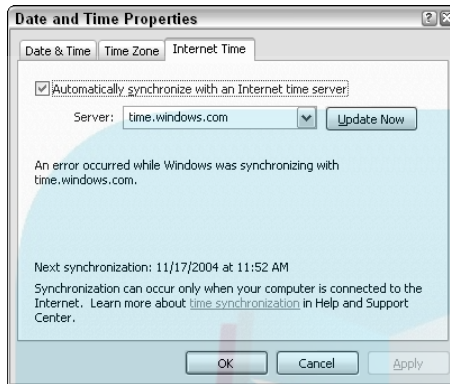 Date and Time Properties
Date & Time
Time Zone
Internet Time
Automatically synchronize with an Internet time server
Server:
time.windows.com
Update Now
An error occurred while Windows was synchronizing with
time.windows.com.
Next synchronization: 11/17/2004 at 11:52 AM
Synchronization can occur only when your computer is connected to the
Internet. Learn more about time synchronization in Help and Support
Center.
OK
Cancel
Apply